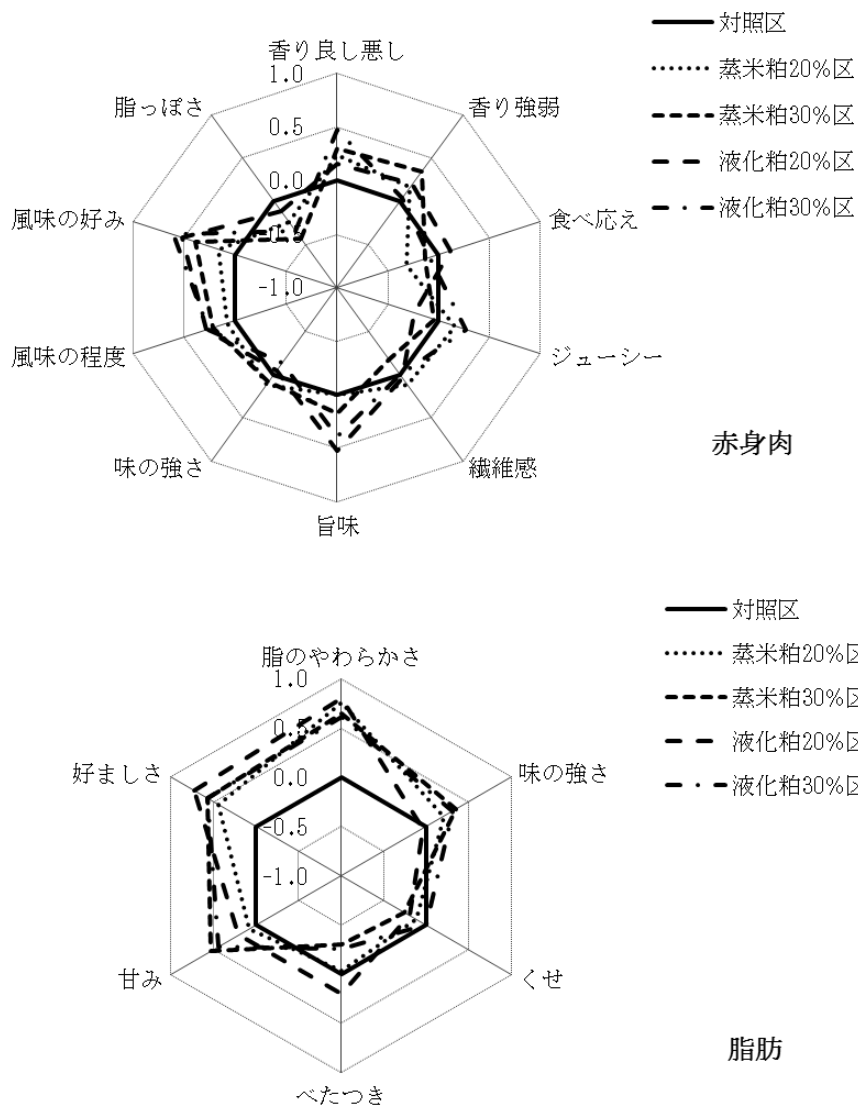 対照区
蒸米粕20%区
蒸米粕30%区
液化粕20%区
液化粕30%区
香り良し悪し
香り強弱
食べ応え
ジューシー
繊維感
旨味
味の強さ
風味の程度
風味の好み
脂っぽさ
1.0
0.5
0.0
-1.0
赤身肉
対照区
蒸米粕20%区
蒸米粕30%区
液化粕20%区
液化粕30%区
脂のやわらかさ
味の強さ
くせ
べたつき
甘み
好ましさ
1.0
0.5
0.0
-0.5
-1.0
脂肪